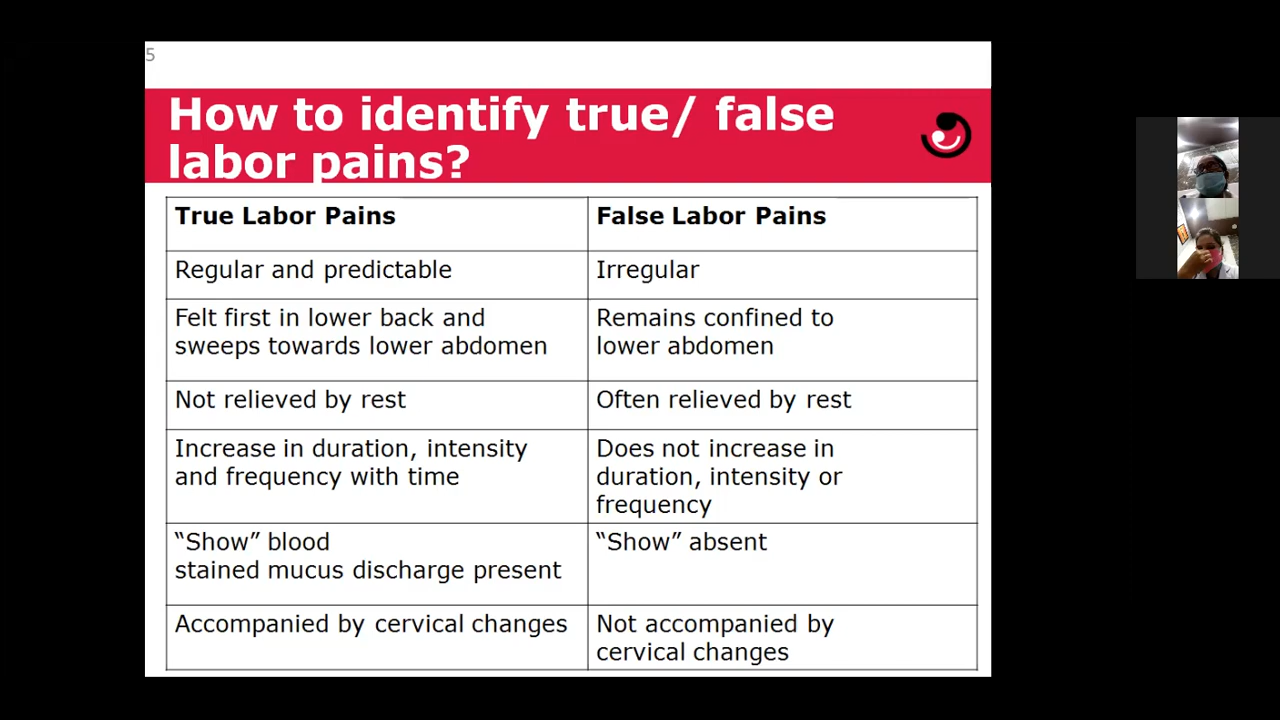 5
How to identify true/ false
labor pains?
True Labor Pains
False Labor Pains
Regular and predictable
Irregular
Felt first in lower back and
sweeps towards lower abdomen
Remains confined to
lower abdomen
Not relieved by rest
Often relieved by rest
Increase in duration, intensity
and frequency with time
Does not increase in
duration, intensity or
frequency
“Show” blood
stained mucus discharge present
“Show” absent
Accompanied by cervical changes
Not accompanied by
cervical changes